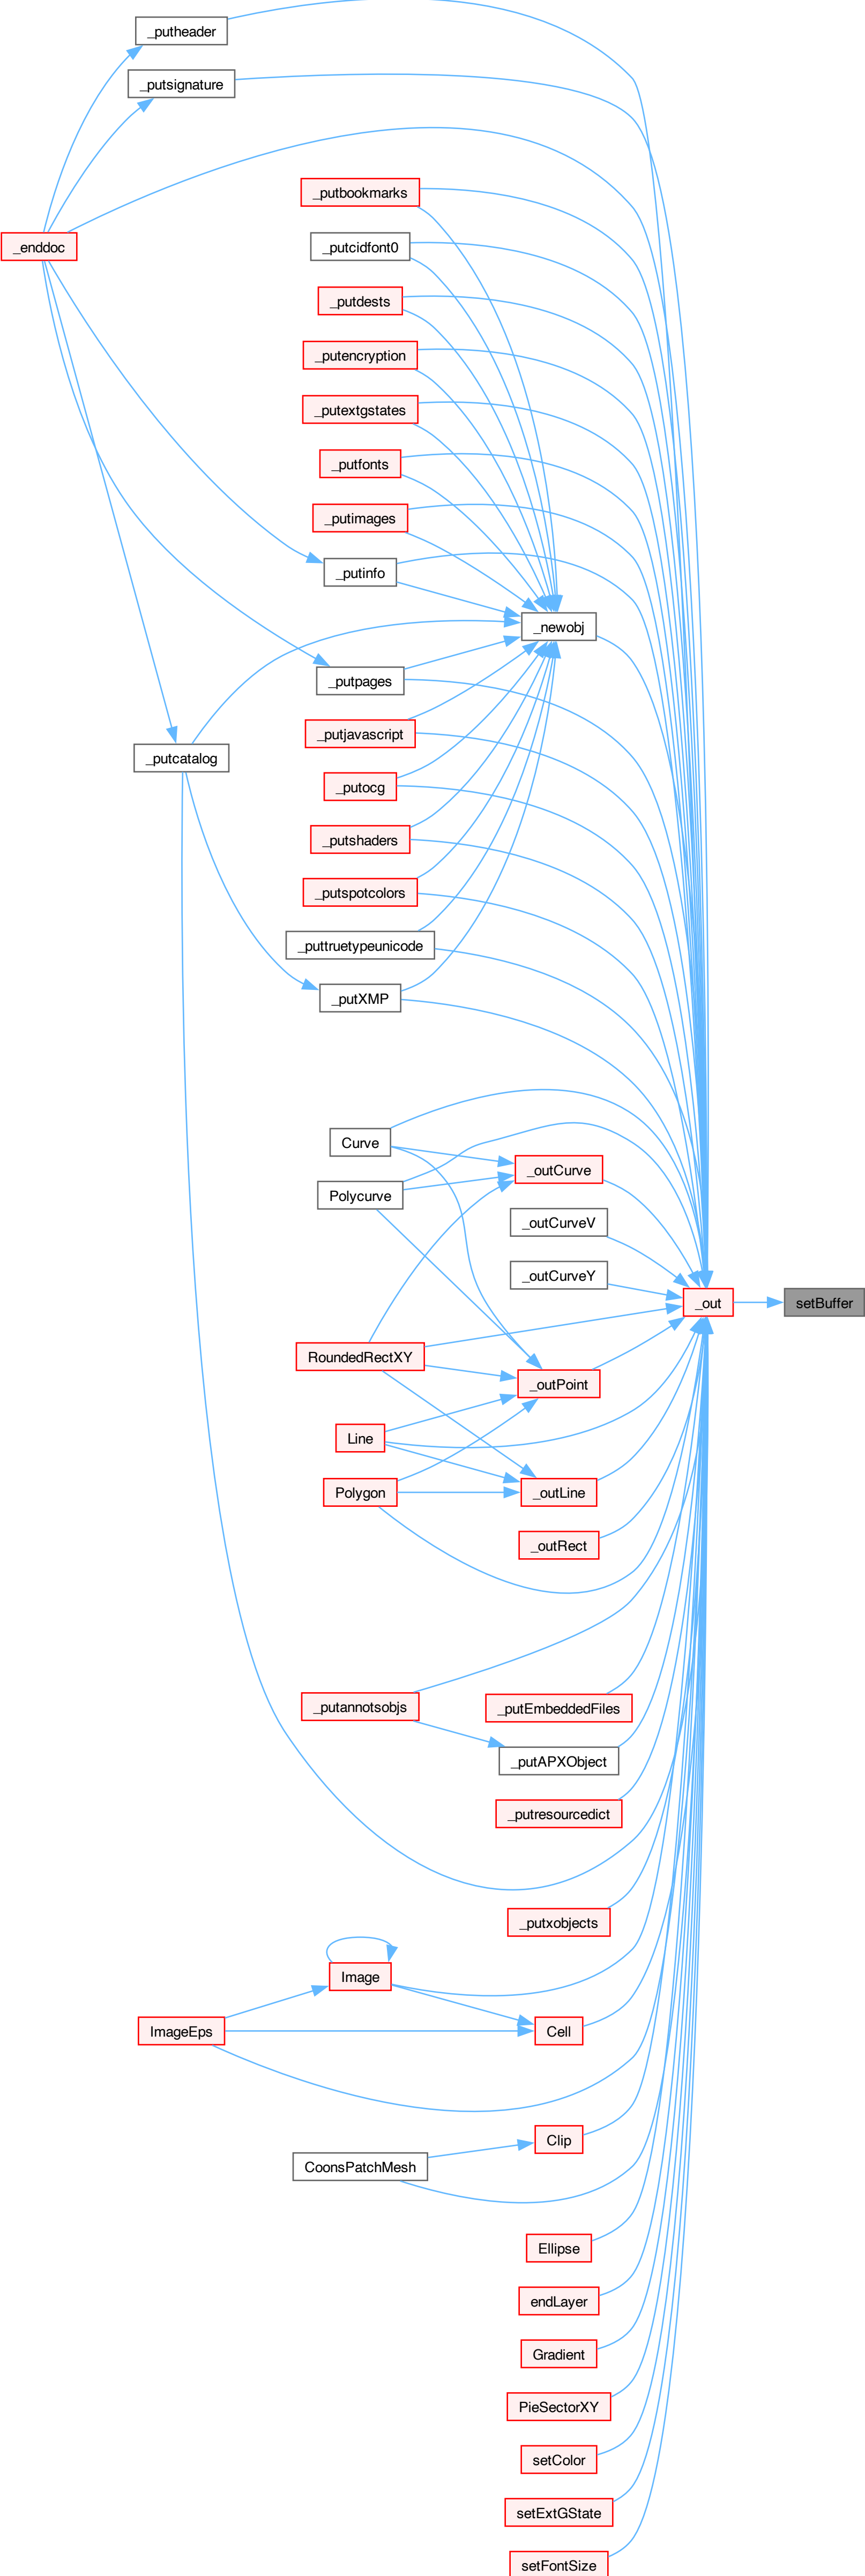 _putheader
_putsignature
_putbookmarks
_putcidfont0
_enddoc
_putdests
_putencryption
_putextgstates
_putfonts
_putimages
_putinfo
_newobj
_putpages
_putjavascript
_putcatalog
_putocg
_putshaders
_putspotcolors
_puttruetypeunicode
_putXMP
Curve
_outCurve
Polycurve
_outCurveV
_outCurveY
_out
setBuffer
RoundedRectXY
_outPoint
Line
Polygon
_outLine
_outRect
_putannotsobjs
_putEmbeddedFiles
_putAPXObject
_putresourcedict
_putxobjects
Image
ImageEps
Cell
Clip
CoonsPatchMesh
Ellipse
endLayer
Gradient
PieSectorXY
setColor
setExtGState
setFontSize